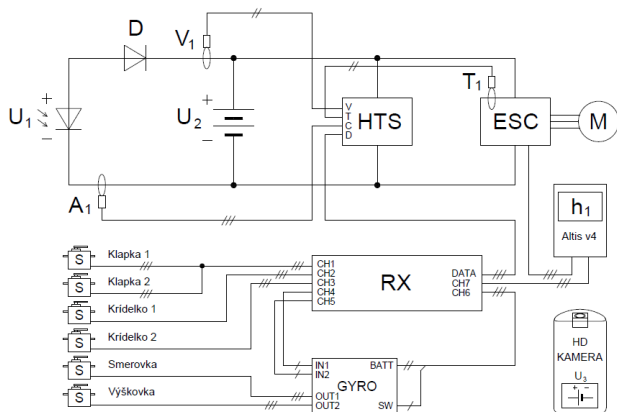 D
V1
+
U1
−
+
U2
−
A1
V
T
C
D
HTS
T1
ESC
M
h1
Altis v4
S Klapka 1
S Klapka 2
S Kridelko 1
S Kridelko 2
S Smerovka
S Výškovka
CH1
CH2
CH3
CH4
CH5
RX
DATA
CH7
CH6
IN1
IN2
OUT1
OUT2
GYRO
BATT
SW
HD
KAMERA
U3
+ −